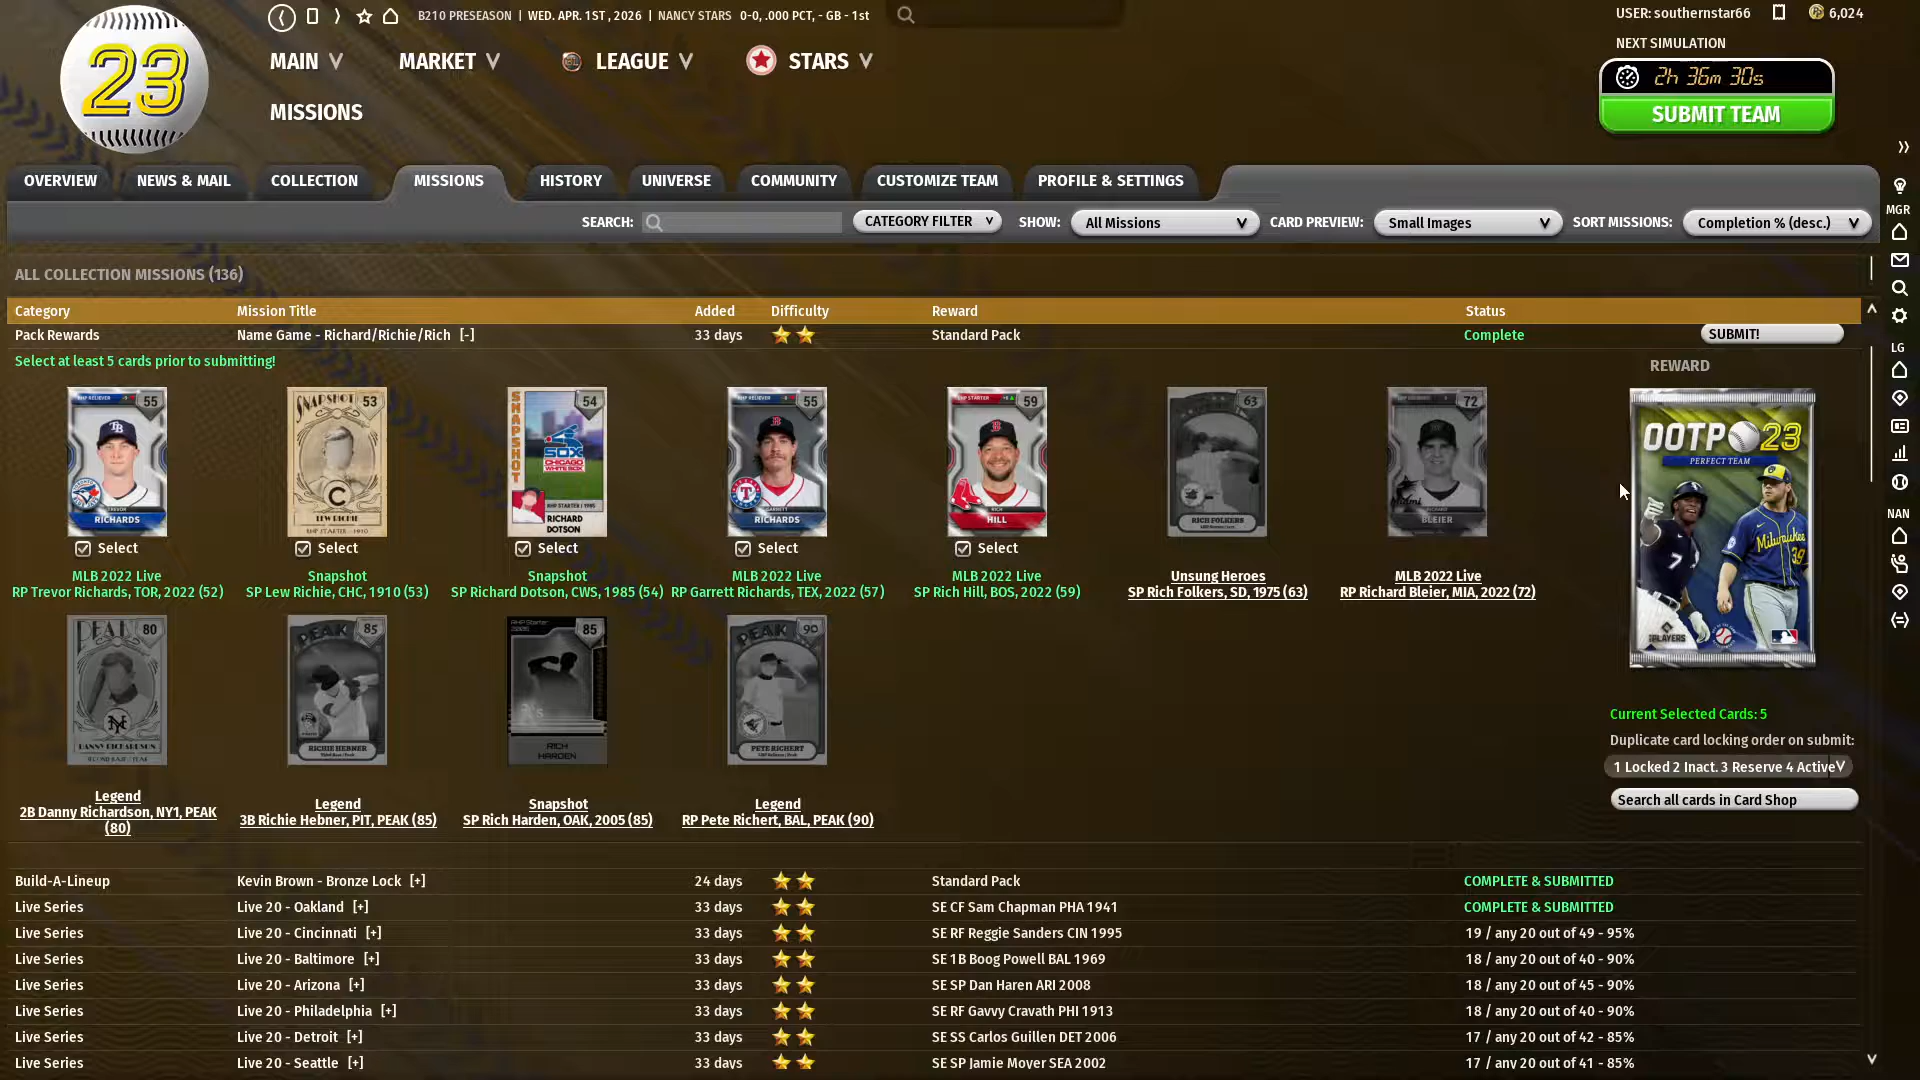 B210 PRESEASON | WED. APR. 1ST , 2026 | NANCY STARS 0-0, .000 PCT, - GB - 1st
USER: southernstar66 6,024
NEXT SIMULATION
2h 36m 30s
SUBMIT TEAM
23
MAIN MARKET LEAGUE STARS
MISSIONS
OVERVIEW NEWS & MAIL COLLECTION MISSIONS HISTORY UNIVERSE COMMUNITY CUSTOMIZE TEAM PROFILE & SETTINGS
SEARCH: CATEGORY FILTER SHOW: All Missions CARD PREVIEW: Small Images SORT MISSIONS: Completion % (desc.)
MGR
LG
NAN
ALL COLLECTION MISSIONS (136)
Category Mission Title Added Difficulty Reward Status
Pack Rewards Name Game - Richard/Richie/Rich [-] 33 days Standard Pack Complete SUBMIT!
Select at least 5 cards prior to submitting!
REWARD
55 53 54 55 59 63 72
SNAPSHOT
RICHARDS LEW RICHIE RICHARD DOTSON RICHARDS HILL RICH FOLKERS BLEIER
Select Select Select Select Select
MLB 2022 Live Snapshot Snapshot MLB 2022 Live MLB 2022 Live Unsung Heroes MLB 2022 Live
RP Trevor Richards, TOR, 2022 (52) SP Lew Richie, CHC, 1910 (53) SP Richard Dotson, CWS, 1985 (54) RP Garrett Richards, TEX, 2022 (57) SP Rich Hill, BOS, 2022 (59) SP Rich Folkers, SD, 1975 (63) RP Richard Bleier, MIA, 2022 (72)
OOTP 23
PERFECT TEAM
Milwaukee
39
7
PLAYERS
PEAK 80 PEAK 85 85 PEAK 90
DANNY RICHARDSON RICHIE HEBNER RICH HARDEN PETE RICHERT
Legend Legend Snapshot Legend
2B Danny Richardson, NY1, PEAK (80) 3B Richie Hebner, PIT, PEAK (85) SP Rich Harden, OAK, 2005 (85) RP Pete Richert, BAL, PEAK (90)
Current Selected Cards: 5
Duplicate card locking order on submit:
1 Locked 2 Inact. 3 Reserve 4 Active
Search all cards in Card Shop
Build-A-Lineup Kevin Brown - Bronze Lock [+] 24 days Standard Pack COMPLETE & SUBMITTED
Live Series Live 20 - Oakland [+] 33 days SE CF Sam Chapman PHA 1941 COMPLETE & SUBMITTED
Live Series Live 20 - Cincinnati [+] 33 days SE RF Reggie Sanders CIN 1995 19 / any 20 out of 49 - 95%
Live Series Live 20 - Baltimore [+] 33 days SE 1B Boog Powell BAL 1969 18 / any 20 out of 40 - 90%
Live Series Live 20 - Arizona [+] 33 days SE SP Dan Haren ARI 2008 18 / any 20 out of 45 - 90%
Live Series Live 20 - Philadelphia [+] 33 days SE RF Gavvy Cravath PHI 1913 18 / any 20 out of 40 - 90%
Live Series Live 20 - Detroit [+] 33 days SE SS Carlos Guillen DET 2006 17 / any 20 out of 42 - 85%
Live Series Live 20 - Seattle [+] 33 days SE SP Jamie Moyer SEA 2002 17 / any 20 out of 41 - 85%